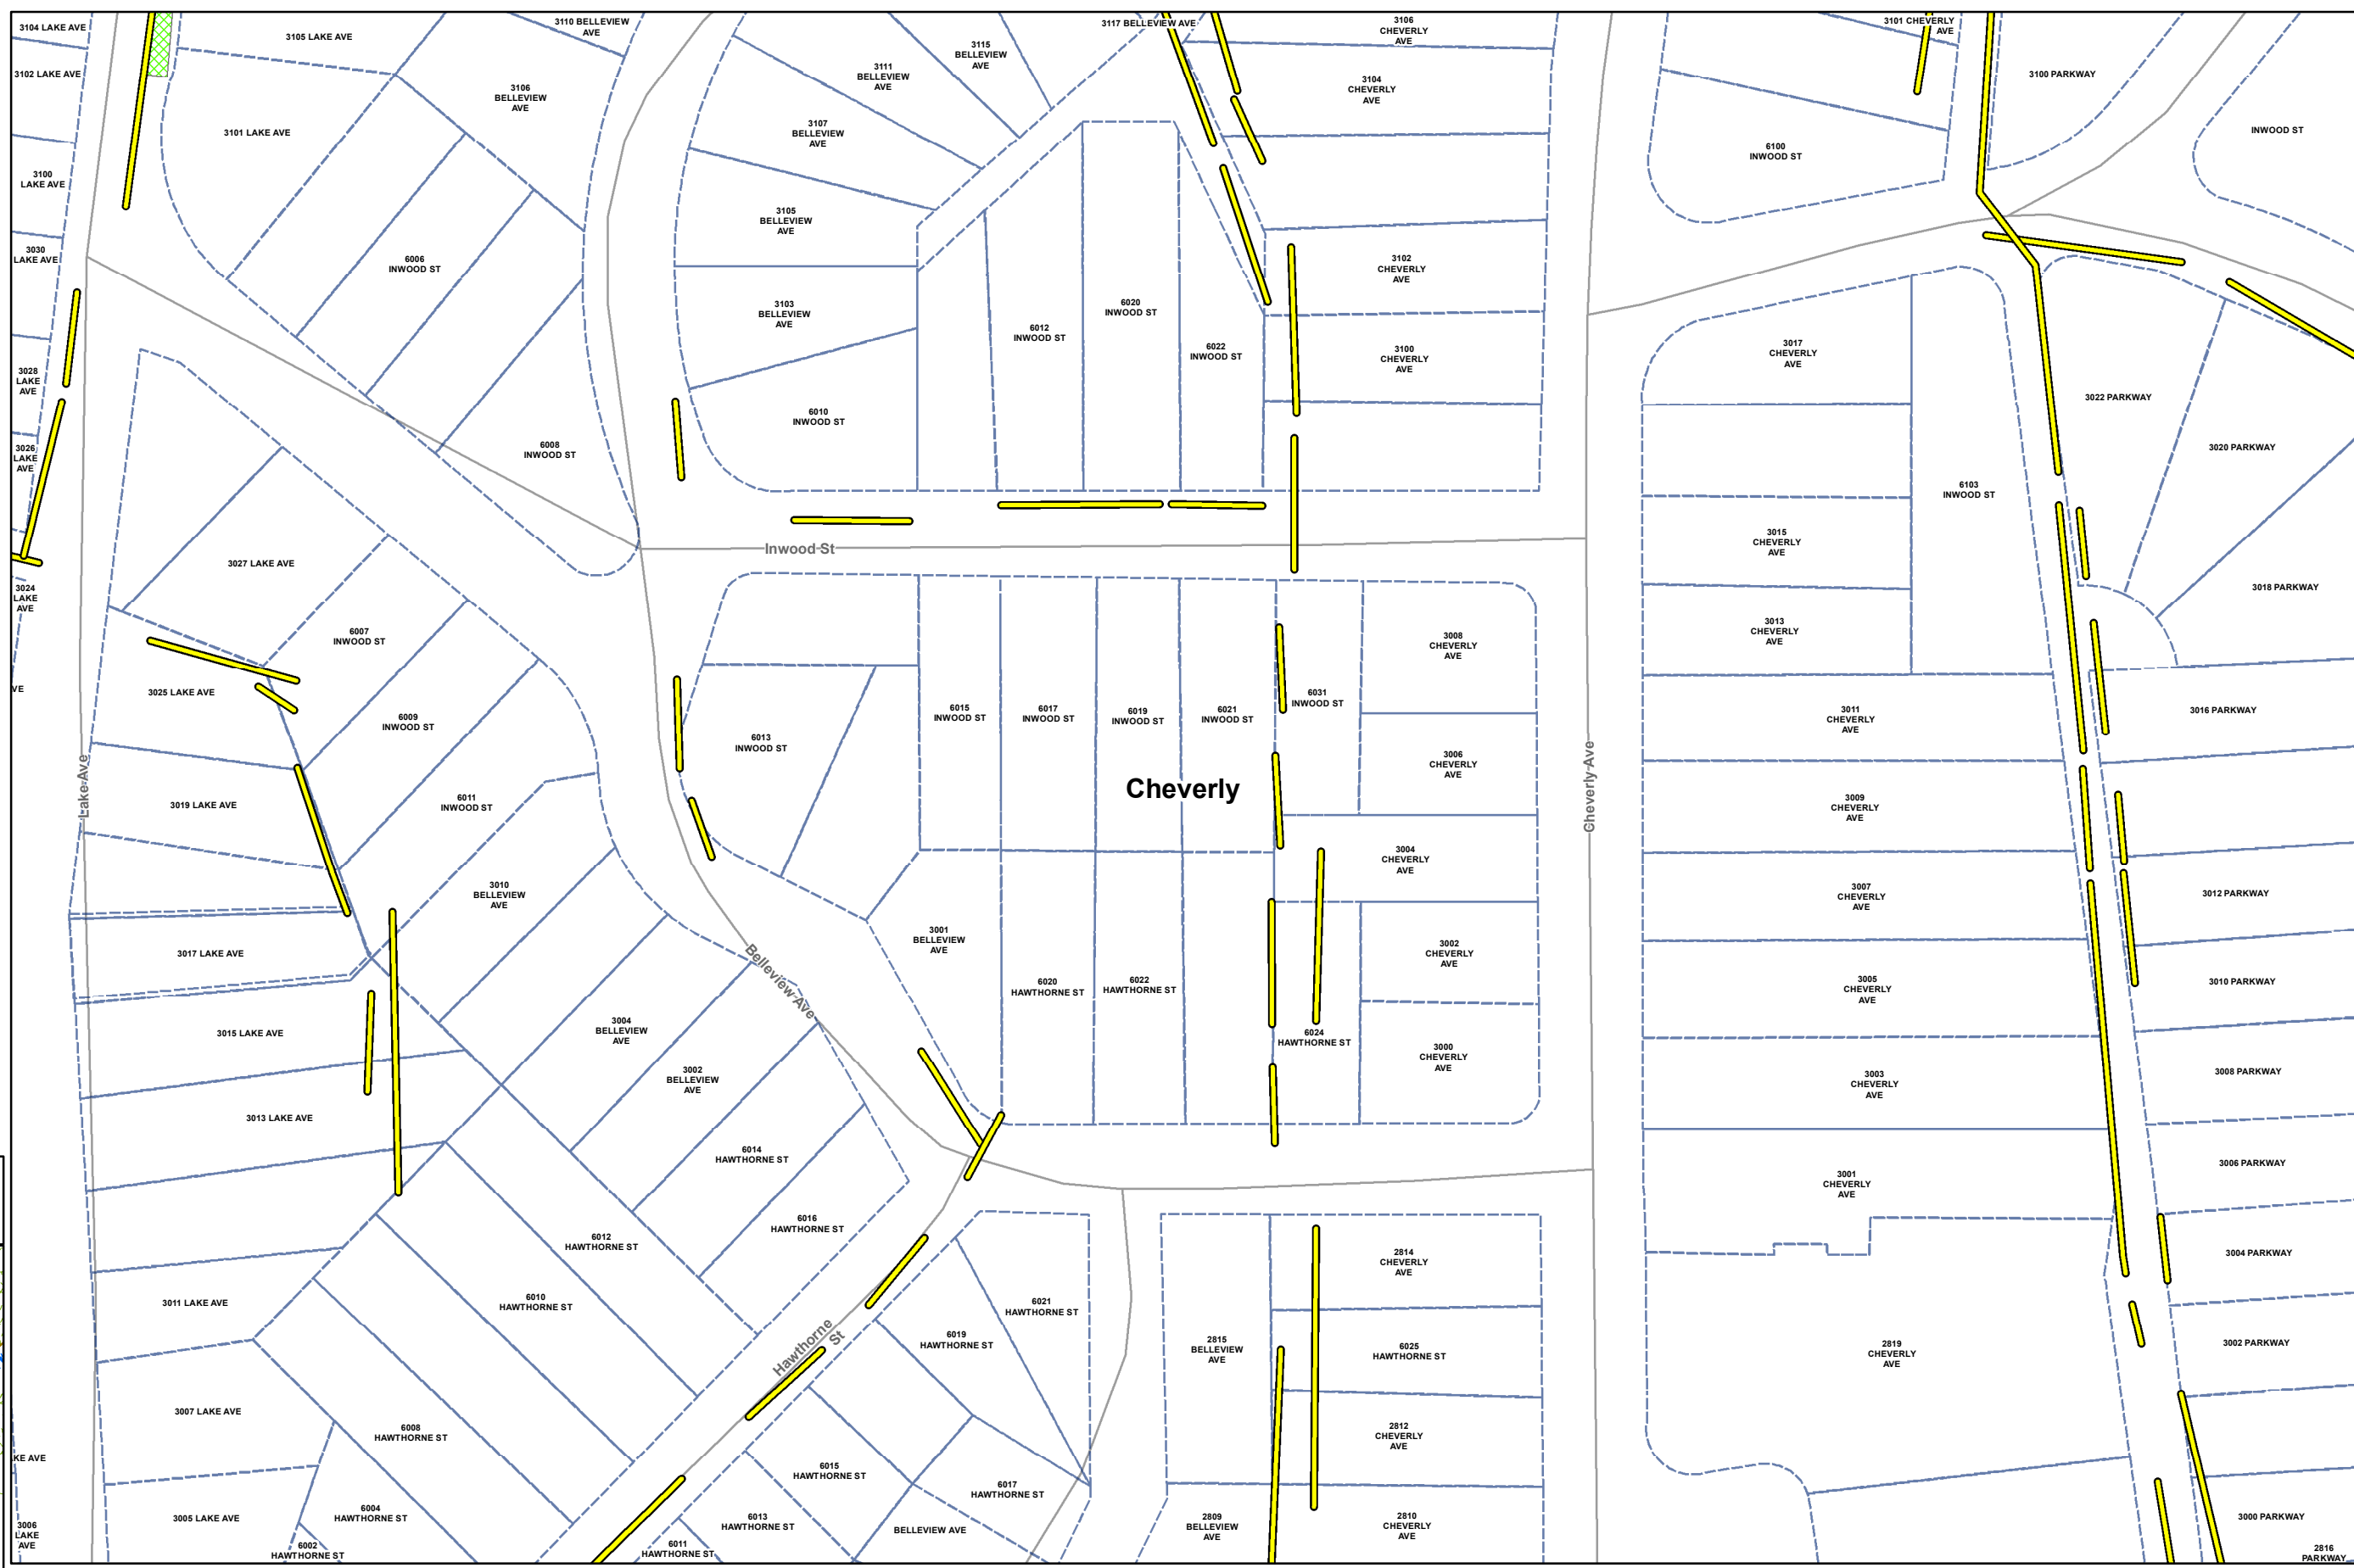 3104 LAKE AVE
3105 LAKE AVE
3110 BELLEVIEW
AVE
3117 BELLEVIEW AVE
3106
CHEVERLY
AVE
3101 CHEVERLY
AVE
3102 LAKE AVE
3106
BELLEVIEW
AVE
3111
BELLEVIEW
AVE
3115
BELLEVIEW
AVE
3104
CHEVERLY
AVE
3100 PARKWAY
3101 LAKE AVE
3107
BELLEVIEW
AVE
6100
INWOOD ST
INWOOD ST
3100
LAKE AVE
3105
BELLEVIEW
AVE
3030
LAKE AVE
6006
INWOOD ST
3102
CHEVERLY
AVE
3103
BELLEVIEW
AVE
6012
INWOOD ST
6020
INWOOD ST
6022
INWOOD ST
3100
CHEVERLY
AVE
3017
CHEVERLY
AVE
3028
LAKE
AVE
3022 PARKWAY
6010
INWOOD ST
3026
LAKE
AVE
6008
INWOOD ST
3020 PARKWAY
6103
INWOOD ST
Inwood St
3015
CHEVERLY
AVE
3027 LAKE AVE
3024
LAKE
AVE
3018 PARKWAY
6007
INWOOD ST
3008
CHEVERLY
AVE
3013
CHEVERLY
AVE
VE
3025 LAKE AVE
6009
INWOOD ST
6013
INWOOD ST
6015
INWOOD ST
6017
INWOOD ST
6019
INWOOD ST
6021
INWOOD ST
6031
INWOOD ST
3011
CHEVERLY
AVE
3016 PARKWAY
3006
CHEVERLY
AVE
Lake Ave
Cheverly
Cheverly Ave
3019 LAKE AVE
6011
INWOOD ST
3009
CHEVERLY
AVE
3004
CHEVERLY
AVE
3010
BELLEVIEW
AVE
3007
CHEVERLY
AVE
3012 PARKWAY
3017 LAKE AVE
3001
BELLEVIEW
AVE
3002
CHEVERLY
AVE
Belleview Ave
6020
HAWTHORNE ST
6022
HAWTHORNE ST
3005
CHEVERLY
AVE
3010 PARKWAY
3015 LAKE AVE
3004
BELLEVIEW
AVE
6024
HAWTHORNE ST
3000
CHEVERLY
AVE
3002
BELLEVIEW
AVE
3003
CHEVERLY
AVE
3008 PARKWAY
3013 LAKE AVE
6014
HAWTHORNE ST
3001
CHEVERLY
AVE
3006 PARKWAY
6016
HAWTHORNE ST
6012
HAWTHORNE ST
2814
CHEVERLY
AVE
3004 PARKWAY
3011 LAKE AVE
6010
HAWTHORNE ST
6021
HAWTHORNE ST
6019
HAWTHORNE ST
2815
BELLEVIEW
AVE
6025
HAWTHORNE ST
2819
CHEVERLY
AVE
3002 PARKWAY
Hawthorne
St
3007 LAKE AVE
6008
HAWTHORNE ST
2812
CHEVERLY
AVE
KE AVE
6015
HAWTHORNE ST
6017
HAWTHORNE ST
3005 LAKE AVE
6004
HAWTHORNE ST
6013
HAWTHORNE ST
BELLEVIEW AVE
2809
BELLEVIEW
AVE
2810
CHEVERLY
AVE
3000 PARKWAY
3006
LAKE
AVE
6002
HAWTHORNE ST
6011
HAWTHORNE ST
2816
PARKWAY